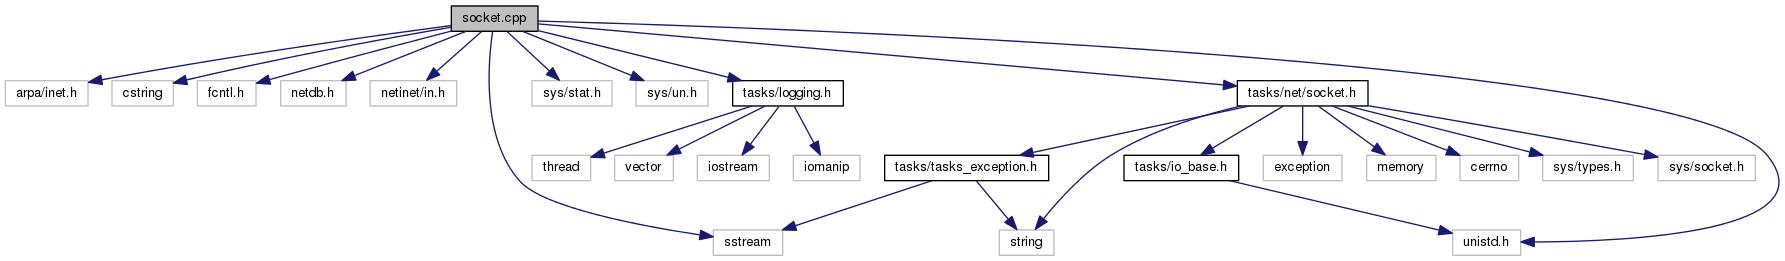 socket.cpp
arpa/inet.h
cstring
fcntl.h
netdb.h
netinet/in.h
sys/stat.h
sys/un.h
tasks/logging.h
tasks/net/socket.h
thread
vector
iostream
iomanip
tasks/tasks_exception.h
tasks/io_base.h
exception
memory
cerrno
sys/types.h
sys/socket.h
sstream
string
unistd.h